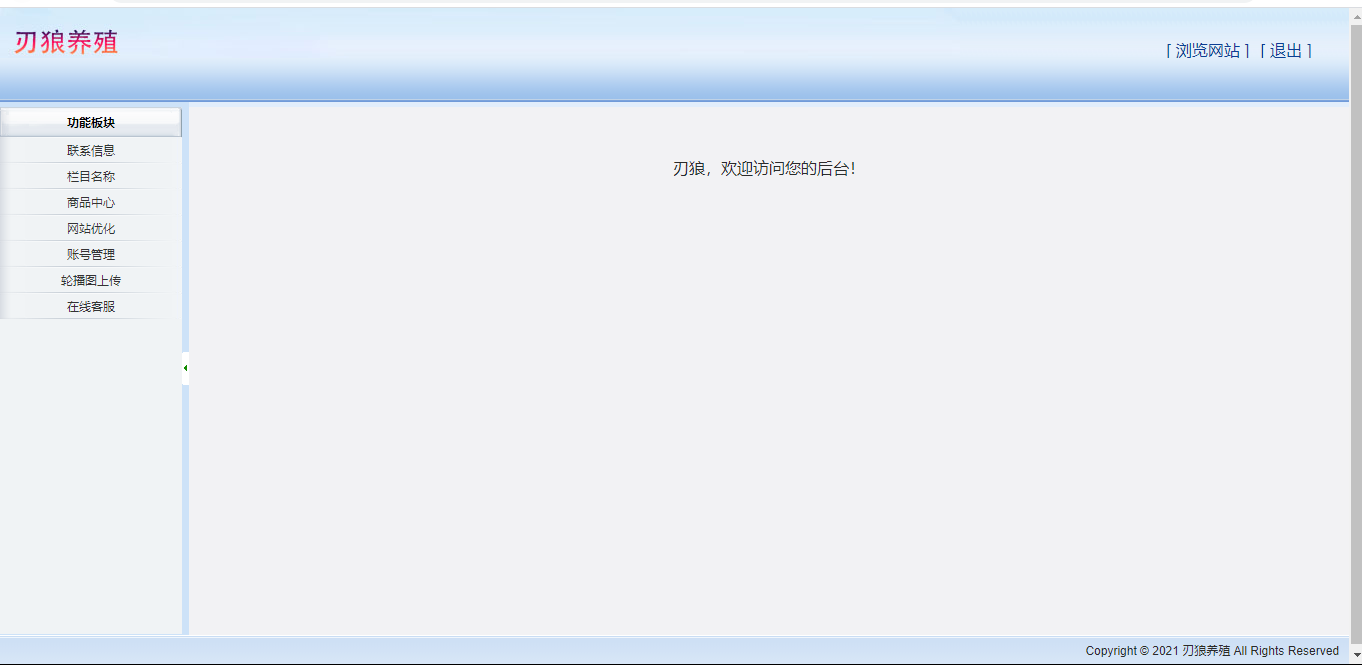 刃狼养殖
[ 浏览网站 ] [ 退出 ]
功能板块
联系信息
栏目名称
商品中心
网站优化
账号管理
轮播图上传
在线客服
刃狼，欢迎访问您的后台！
Copyright © 2021 刃狼养殖 All Rights Reserved